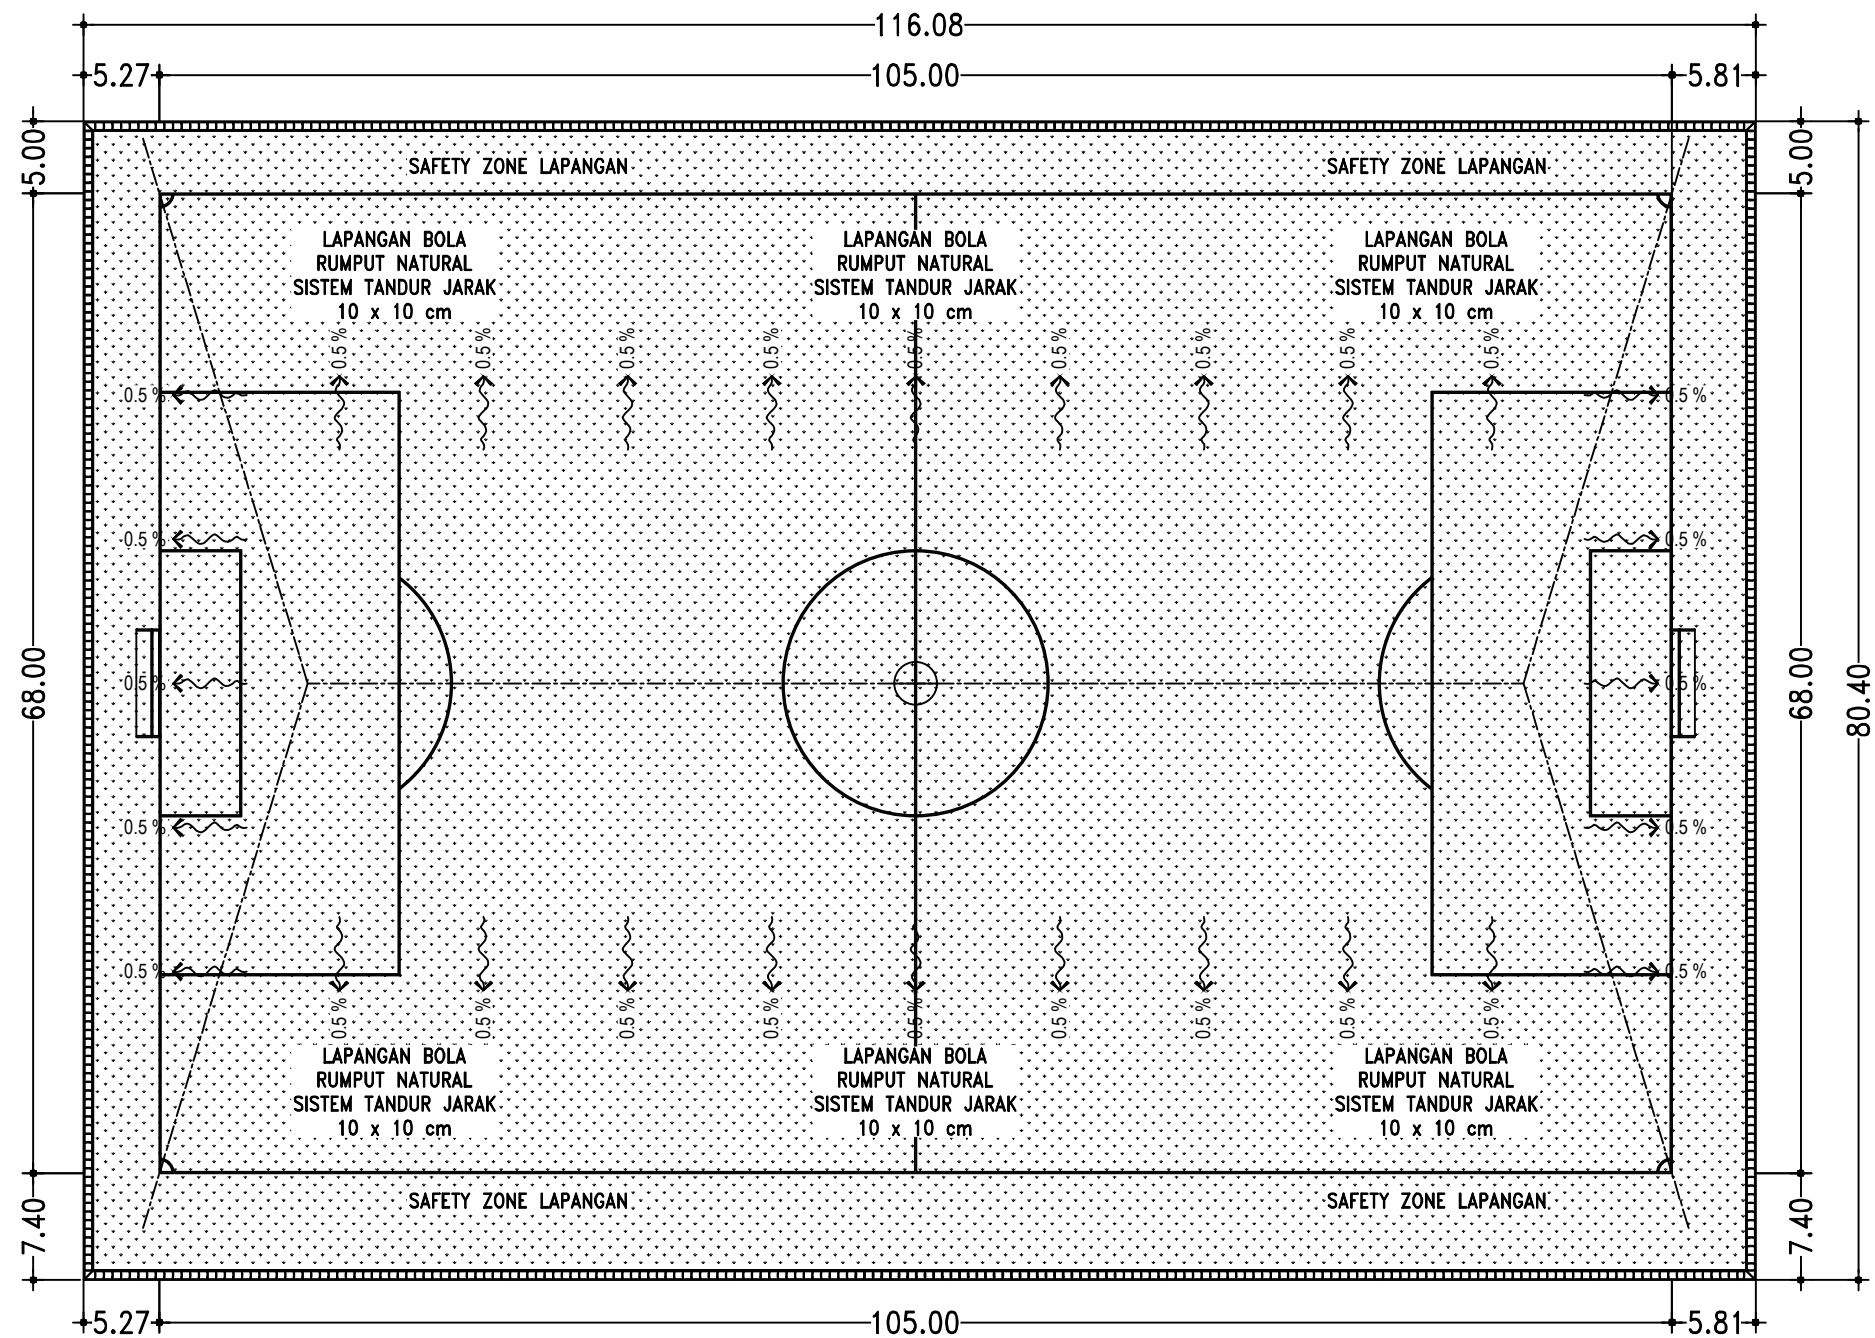 116.08
5.27 105.00 5.81
5.00 5.00
SAFETY ZONE LAPANGAN SAFETY ZONE LAPANGAN
LAPANGAN BOLA LAPANGAN BOLA LAPANGAN BOLA
RUMPUT NATURAL RUMPUT NATURAL RUMPUT NATURAL
SISTEM TANDUR JARAK SISTEM TANDUR JARAK SISTEM TANDUR JARAK
10 x 10 cm 10 x 10 cm 10 x 10 cm
0.5 % 0.5 % 0.5 % 0.5 % 0.5 % 0.5 % 0.5 % 0.5 % 0.5 %
0.5 % 0.5 %
0.5 % 0.5 %
68.00 0.5 % 0.5 % 68.00 80.40
0.5 % 0.5 %
0.5 % 0.5 %
0.5 % 0.5 % 0.5 % 0.5 % 0.5 % 0.5 % 0.5 % 0.5 % 0.5 %
LAPANGAN BOLA LAPANGAN BOLA LAPANGAN BOLA
RUMPUT NATURAL RUMPUT NATURAL RUMPUT NATURAL
SISTEM TANDUR JARAK SISTEM TANDUR JARAK SISTEM TANDUR JARAK
10 x 10 cm 10 x 10 cm 10 x 10 cm
SAFETY ZONE LAPANGAN SAFETY ZONE LAPANGAN
7.40 7.40
5.27 105.00 5.81